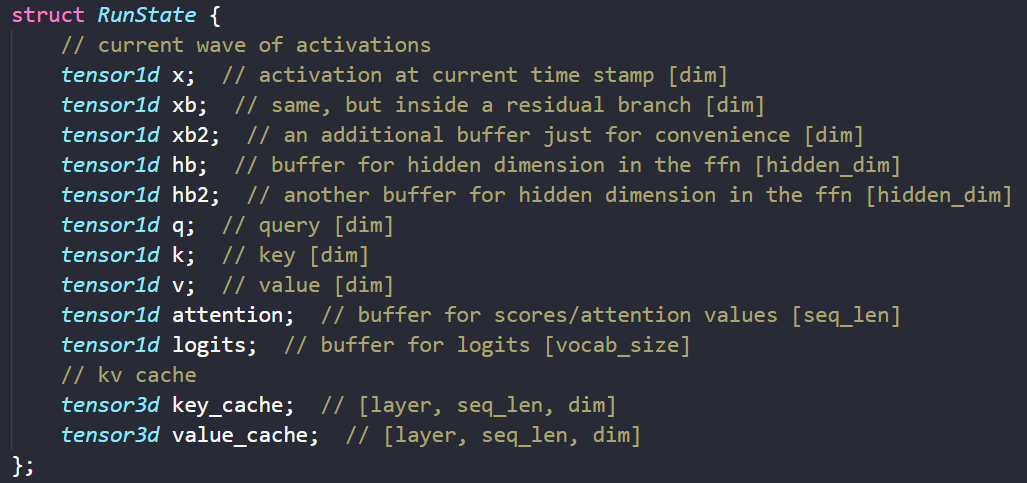 struct RunState {
    // current wave of activations
    tensor1d x;  // activation at current time stamp [dim]
    tensor1d xb;  // same, but inside a residual branch [dim]
    tensor1d xb2;  // an additional buffer just for convenience [dim]
    tensor1d hb;  // buffer for hidden dimension in the ffn [hidden_dim]
    tensor1d hb2;  // another buffer for hidden dimension in the ffn [hidden_dim]
    tensor1d q;  // query [dim]
    tensor1d k;  // key [dim]
    tensor1d v;  // value [dim]
    tensor1d attention;  // buffer for scores/attention values [seq_len]
    tensor1d logits;  // buffer for logits [vocab_size]
    // kv cache
    tensor3d key_cache;  // [layer, seq_len, dim]
    tensor3d value_cache;  // [layer, seq_len, dim]
};